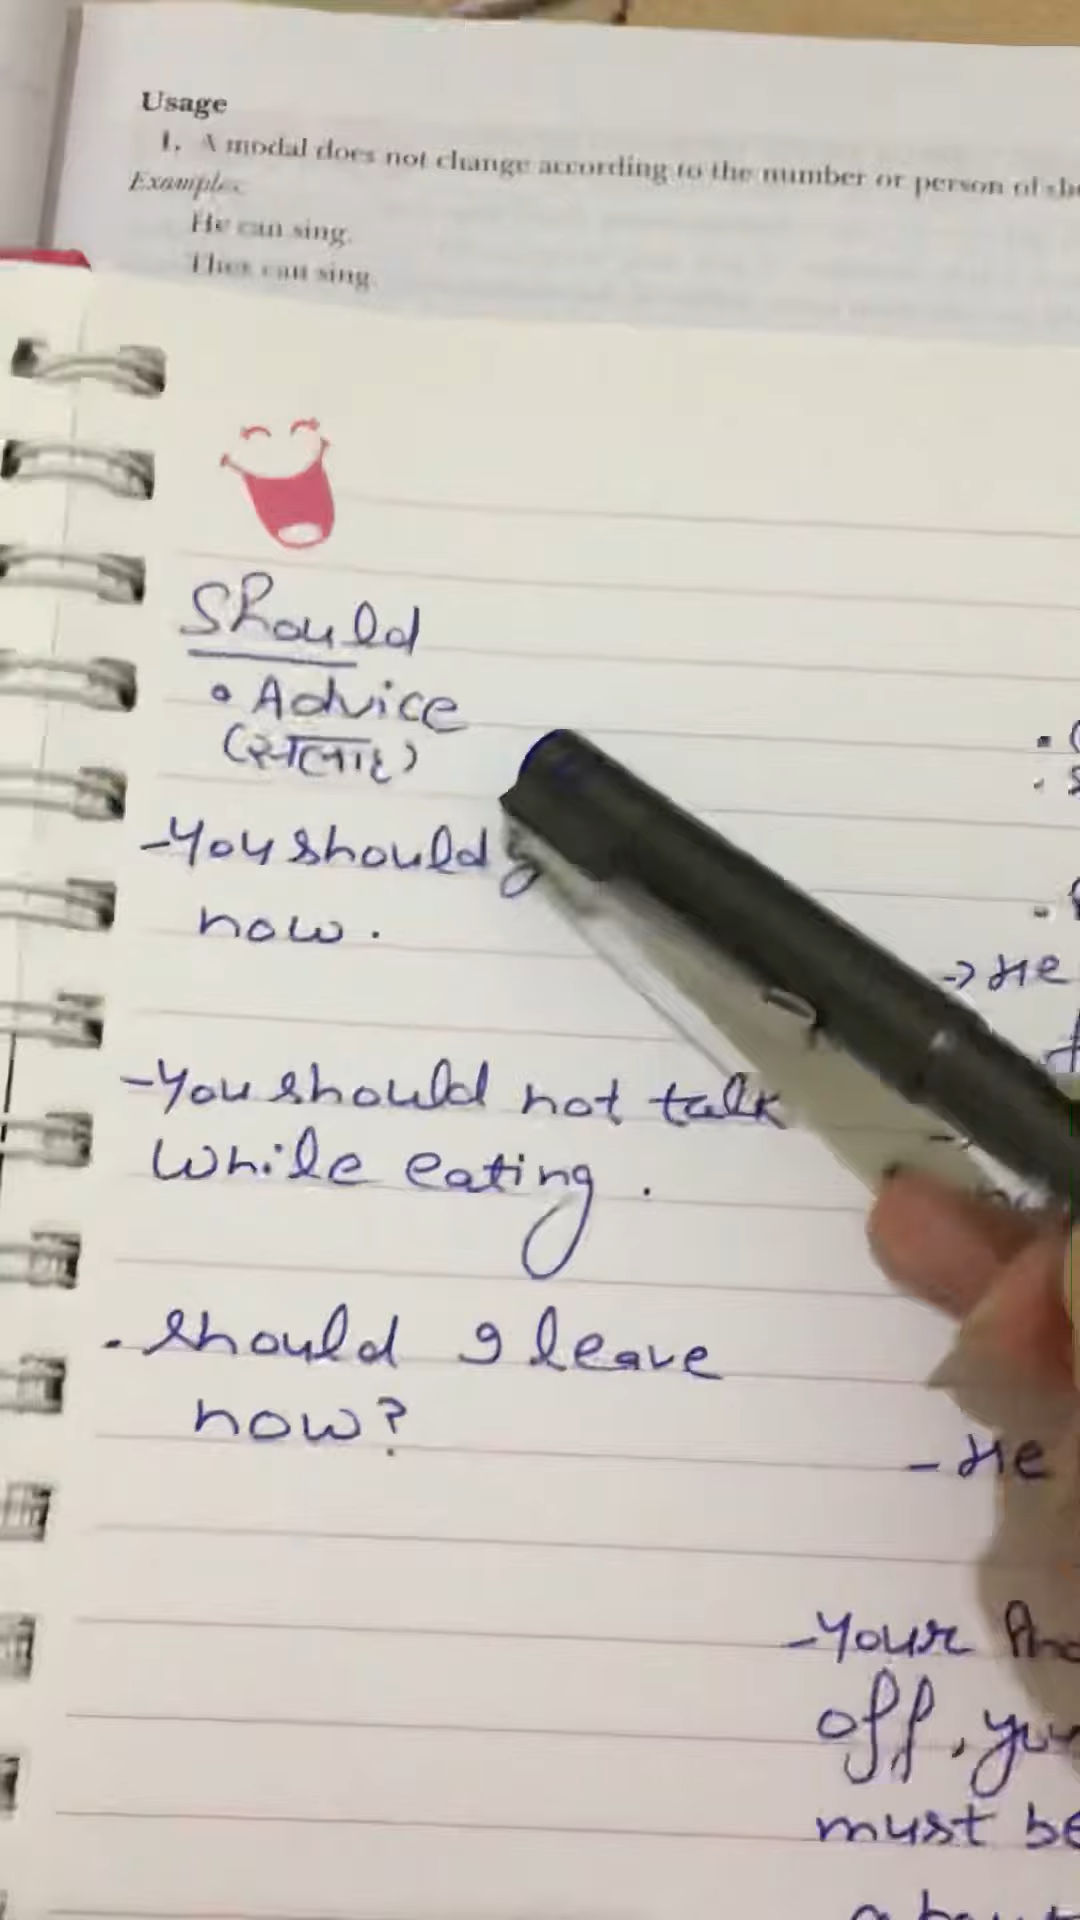 Usage
1. A modal does not change according to the number or person of the
Examples
He can sing.
They can sing.
Should
• Advice
(सलाह)
- You should
now.
- You should not talk
while eating.
. Should I leave
now?
→ He
- He
- Your
off, your
must be